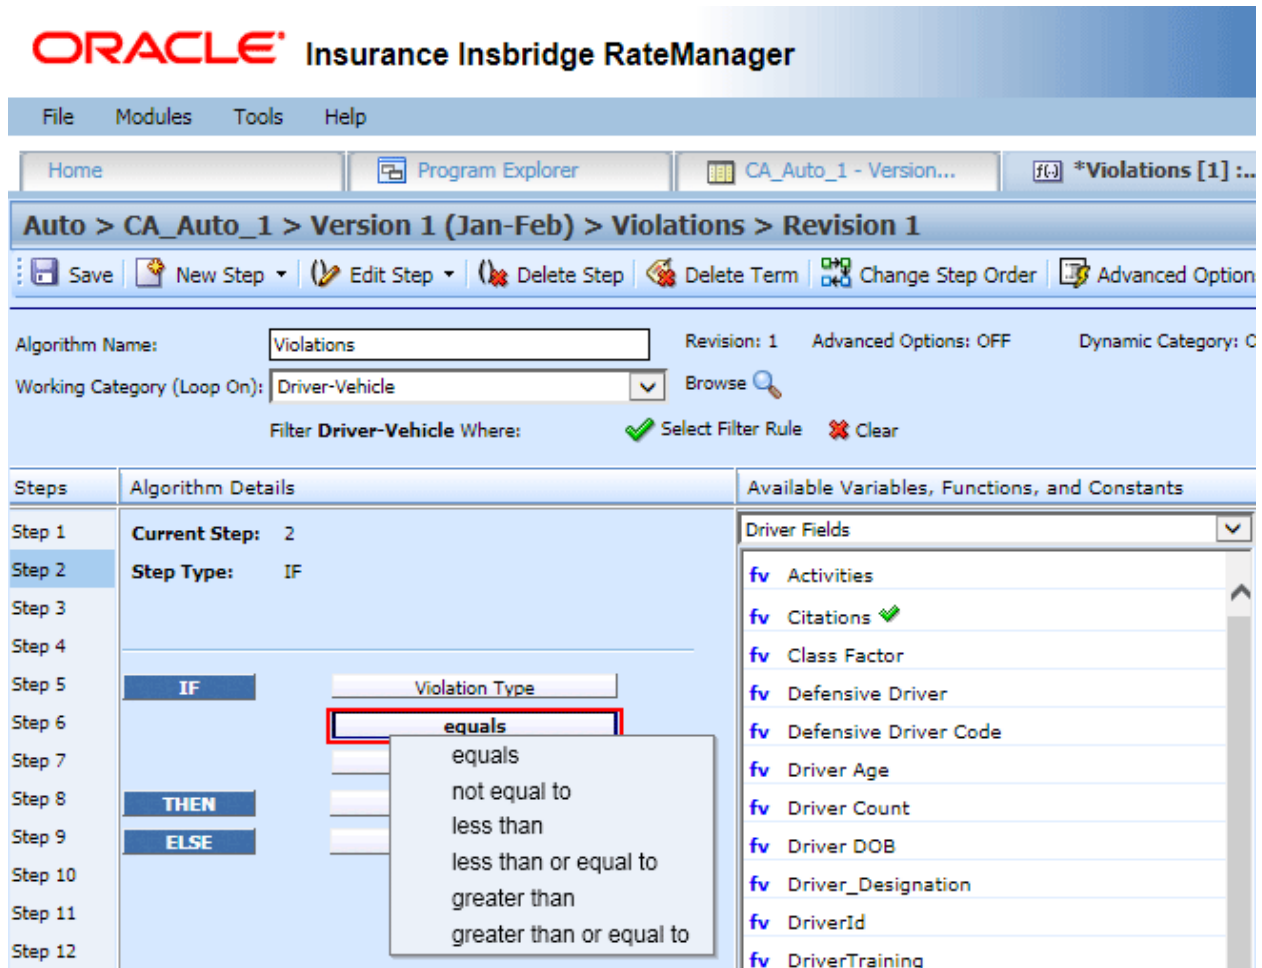 ORACLE Insurance Insbridge RateManager
File Modules Tools Help
Home Program Explorer CA_Auto_1 - Version... *Violations [1] :..
Auto > CA_Auto_1 > Version 1 (Jan-Feb) > Violations > Revision 1
Save New Step Edit Step Delete Step Delete Term Change Step Order Advanced Option
Algorithm Name: Violations Revision: 1 Advanced Options: OFF Dynamic Category:
Working Category (Loop On): Driver-Vehicle Browse
Filter Driver-Vehicle Where: Select Filter Rule Clear
Steps Algorithm Details Available Variables, Functions, and Constants
Step 1
Step 2
Step 3
Step 4
Step 5
Step 6
Step 7
Step 8
Step 9
Step 10
Step 11
Step 12
Current Step: 2
Step Type: IF
IF Violation Type
equals
THEN
ELSE
equals
not equal to
less than
less than or equal to
greater than
greater than or equal to
Driver Fields
fv Activities
fv Citations
fv Class Factor
fv Defensive Driver
fv Defensive Driver Code
fv Driver Age
fv Driver Count
fv Driver DOB
fv Driver_Designation
fv DriverId
fv DriverTraining